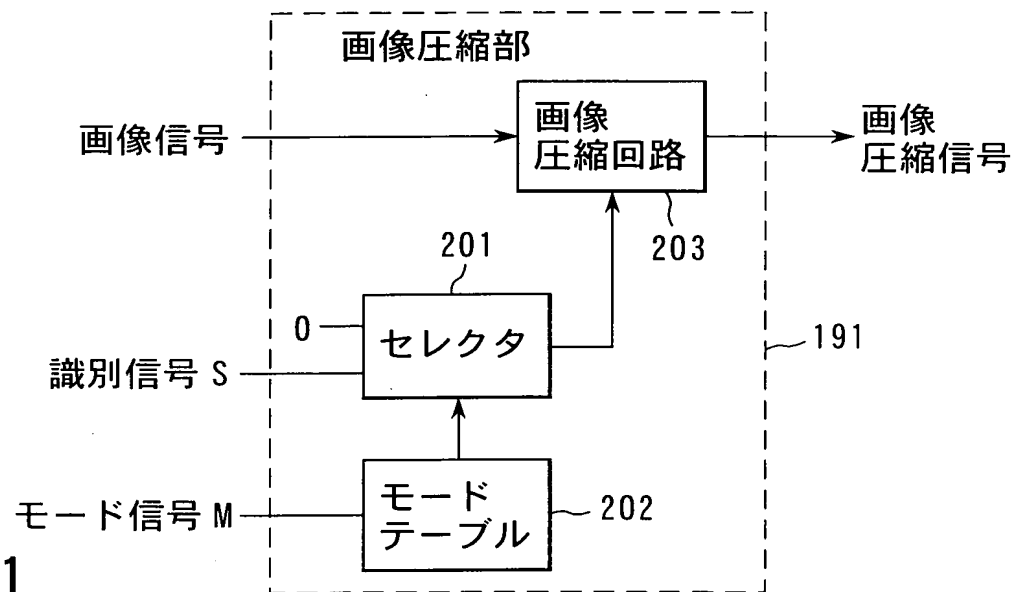 画像圧縮部
画像信号
画像
圧縮回路
画像
圧縮信号
203
201
0
セレクタ
191
識別信号 S
モード信号 M
モード
テーブル
202
1